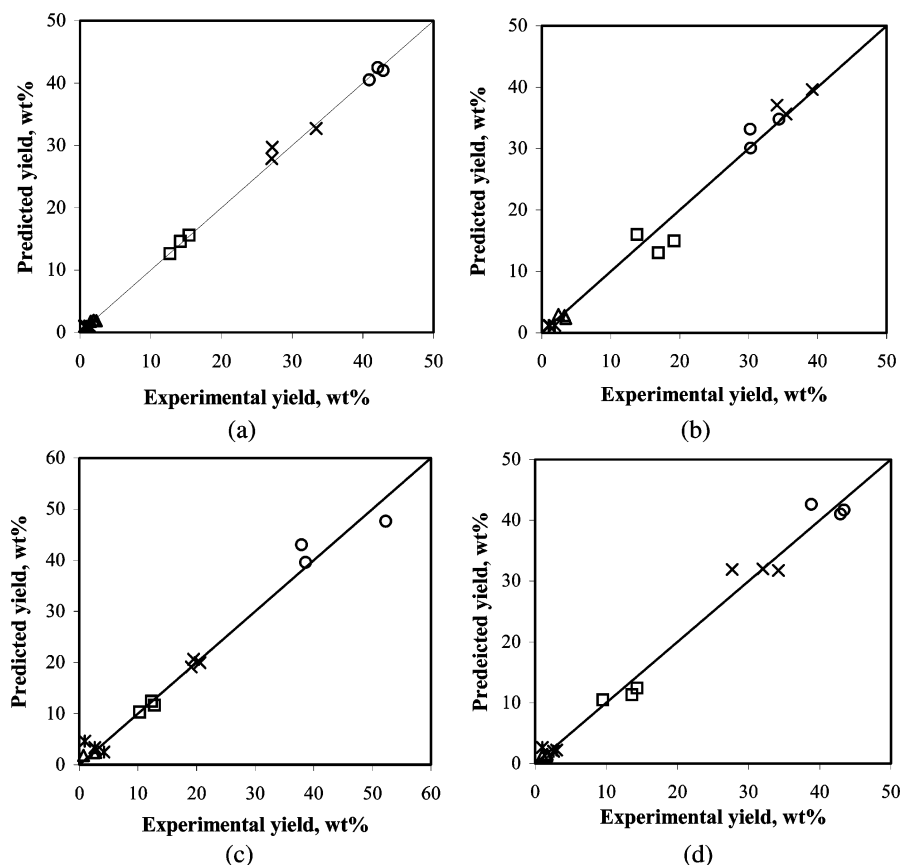 50
40
30
20
10
0
Predicted yield, wt%
0 10 20 30 40 50
Experimental yield, wt%
(a)
50
40
30
20
10
0
Predicted yield, wt%
0 10 20 30 40 50
Experimental yield, wt%
(b)
60
50
40
30
20
10
0
Predicted yield, wt%
0 10 20 30 40 50 60
Experimental yield, wt%
(c)
50
40
30
20
10
0
Predeicted yield, wt%
0 10 20 30 40 50
Experimental yield, wt%
(d)